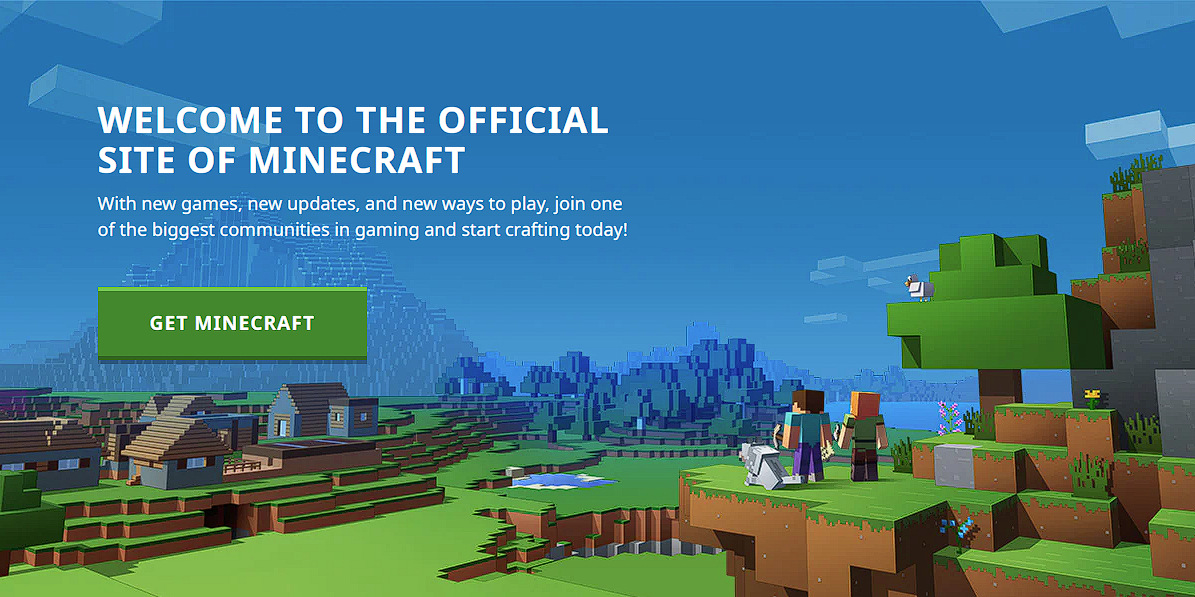 WELCOME TO THE OFFICIAL
SITE OF MINECRAFT
With new games, new updates, and new ways to play, join one
of the biggest communities in gaming and start crafting today!
GET MINECRAFT